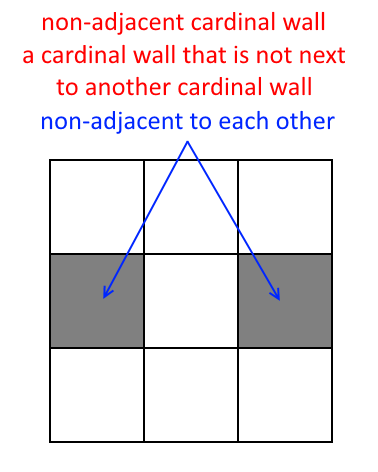 non-adjacent cardinal wall
a cardinal wall that is not next
to another cardinal wall
non-adjacent to each other